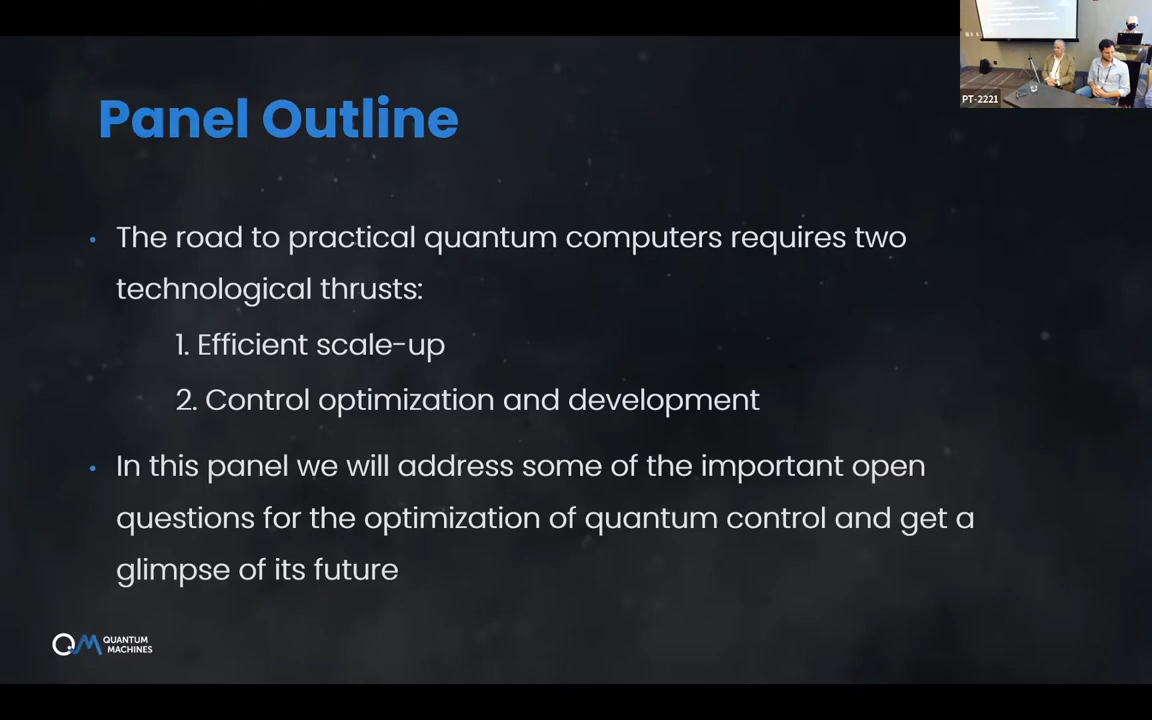 PT-2221
Panel Outline
• The road to practical quantum computers requires two
technological thrusts:
1. Efficient scale-up
2. Control optimization and development
• In this panel we will address some of the important open
questions for the optimization of quantum control and get a
glimpse of its future
QM QUANTUM
MACHINES